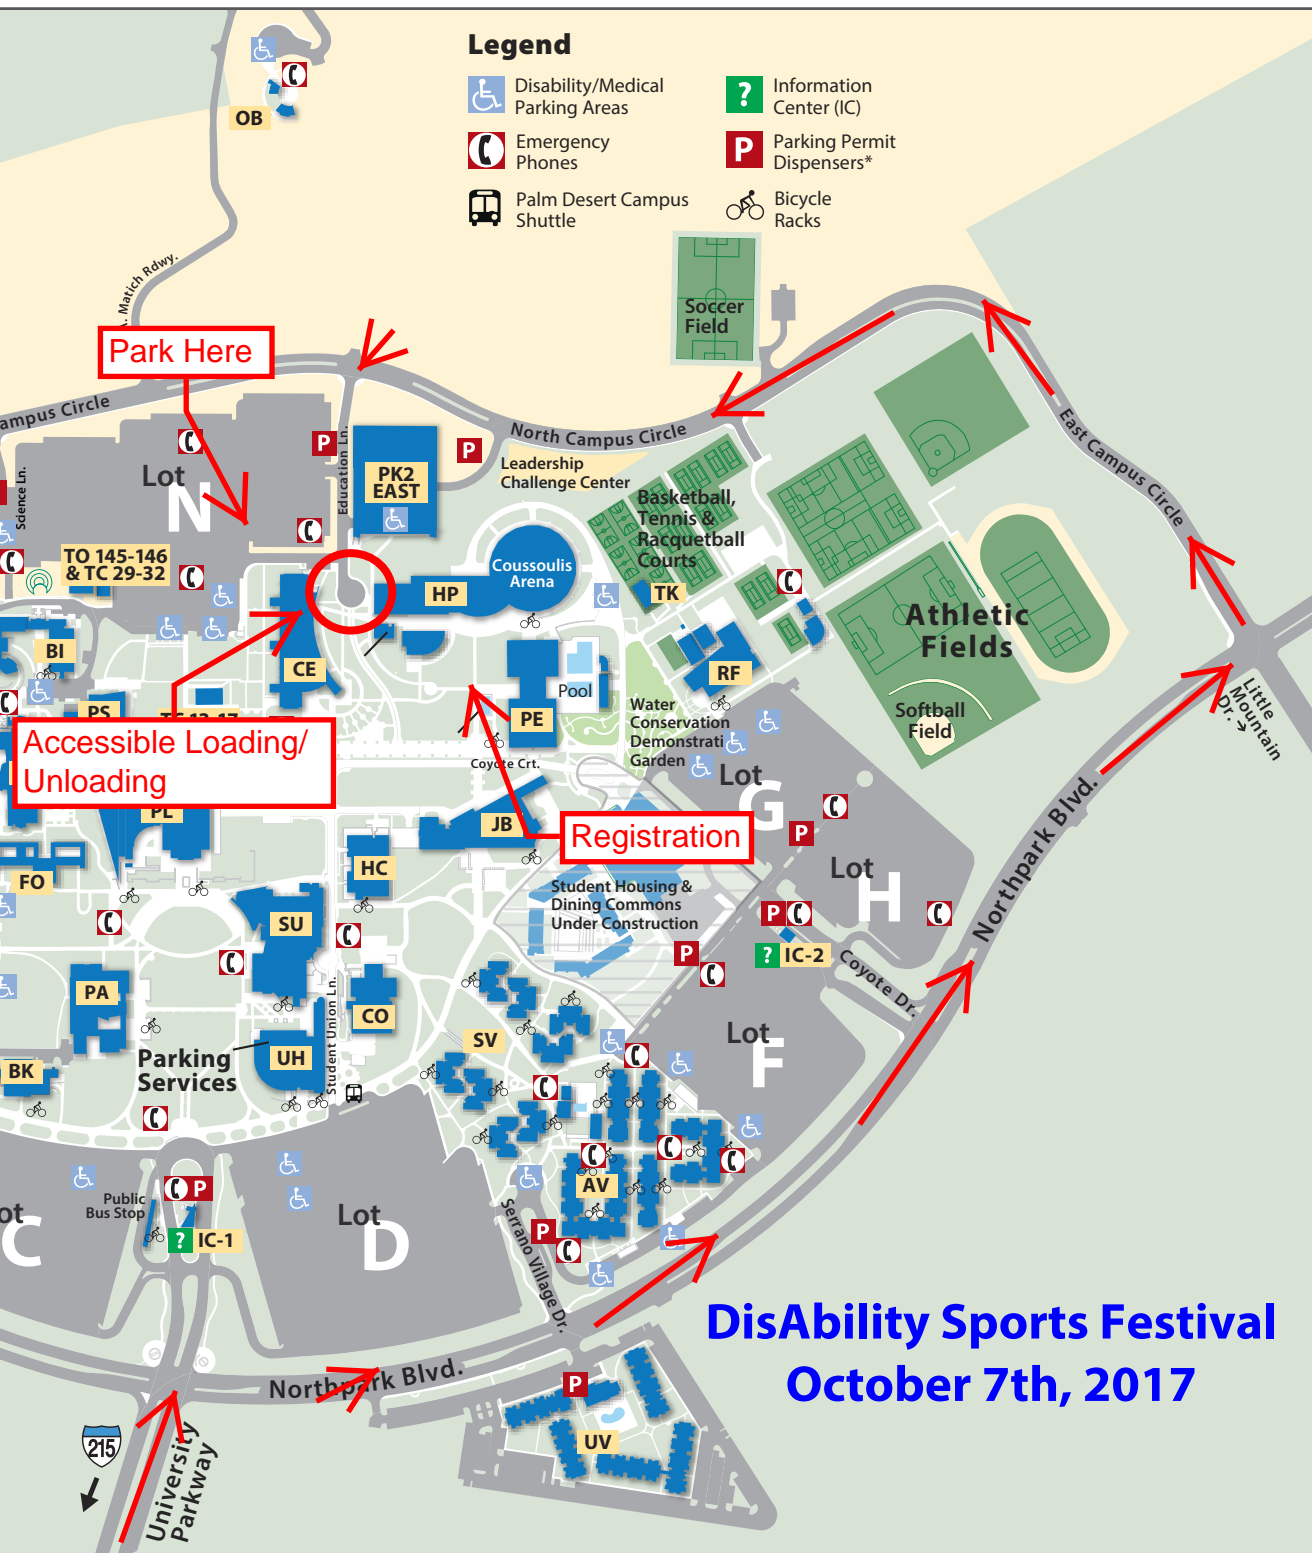 Legend
Disability/Medical
Parking Areas
Emergency
Phones
Palm Desert Campus
Shuttle
?
Information
Center (IC)
P
Parking Permit
Dispensers*
Bicycle
Racks
OB
A. Matich Rdwy.
Park Here
Campus Circle
Soccer
Field
North Campus Circle
East Campus Circle
Leadership
Challenge Center
P
P
Education Ln.
Science Ln.
PK2
EAST
Lot
N
Basketball,
Tennis &
Racquetball
Courts
TO 145-146
& TC 29-32
Coussoulis
Arena
HP
TK
Athletic
Fields
BI
CE
RF
Pool
PS
PE
Water
Conservation
Demonstrati
Garden
Softball
Field
Little
Mountain
Dr. →
Accessible Loading/
Unloading
Coyote Crt.
Lot
G
PL
JB
Registration
P
Northpark Blvd.
FO
HC
Lot
H
Student Housing &
Dining Commons
Under Construction
SU
P
P
? IC-2
Coyote Dr.
PA
CO
SV
Lot
F
Student Union Ln.
Parking
Services
UH
BK
Public
Bus Stop
P
? IC-1
Lot
D
ot
C
AV
P
Serrano Village Dr.
DisAbility Sports Festival
October 7th, 2017
Northpark Blvd.
P
UV
215
University
Parkway